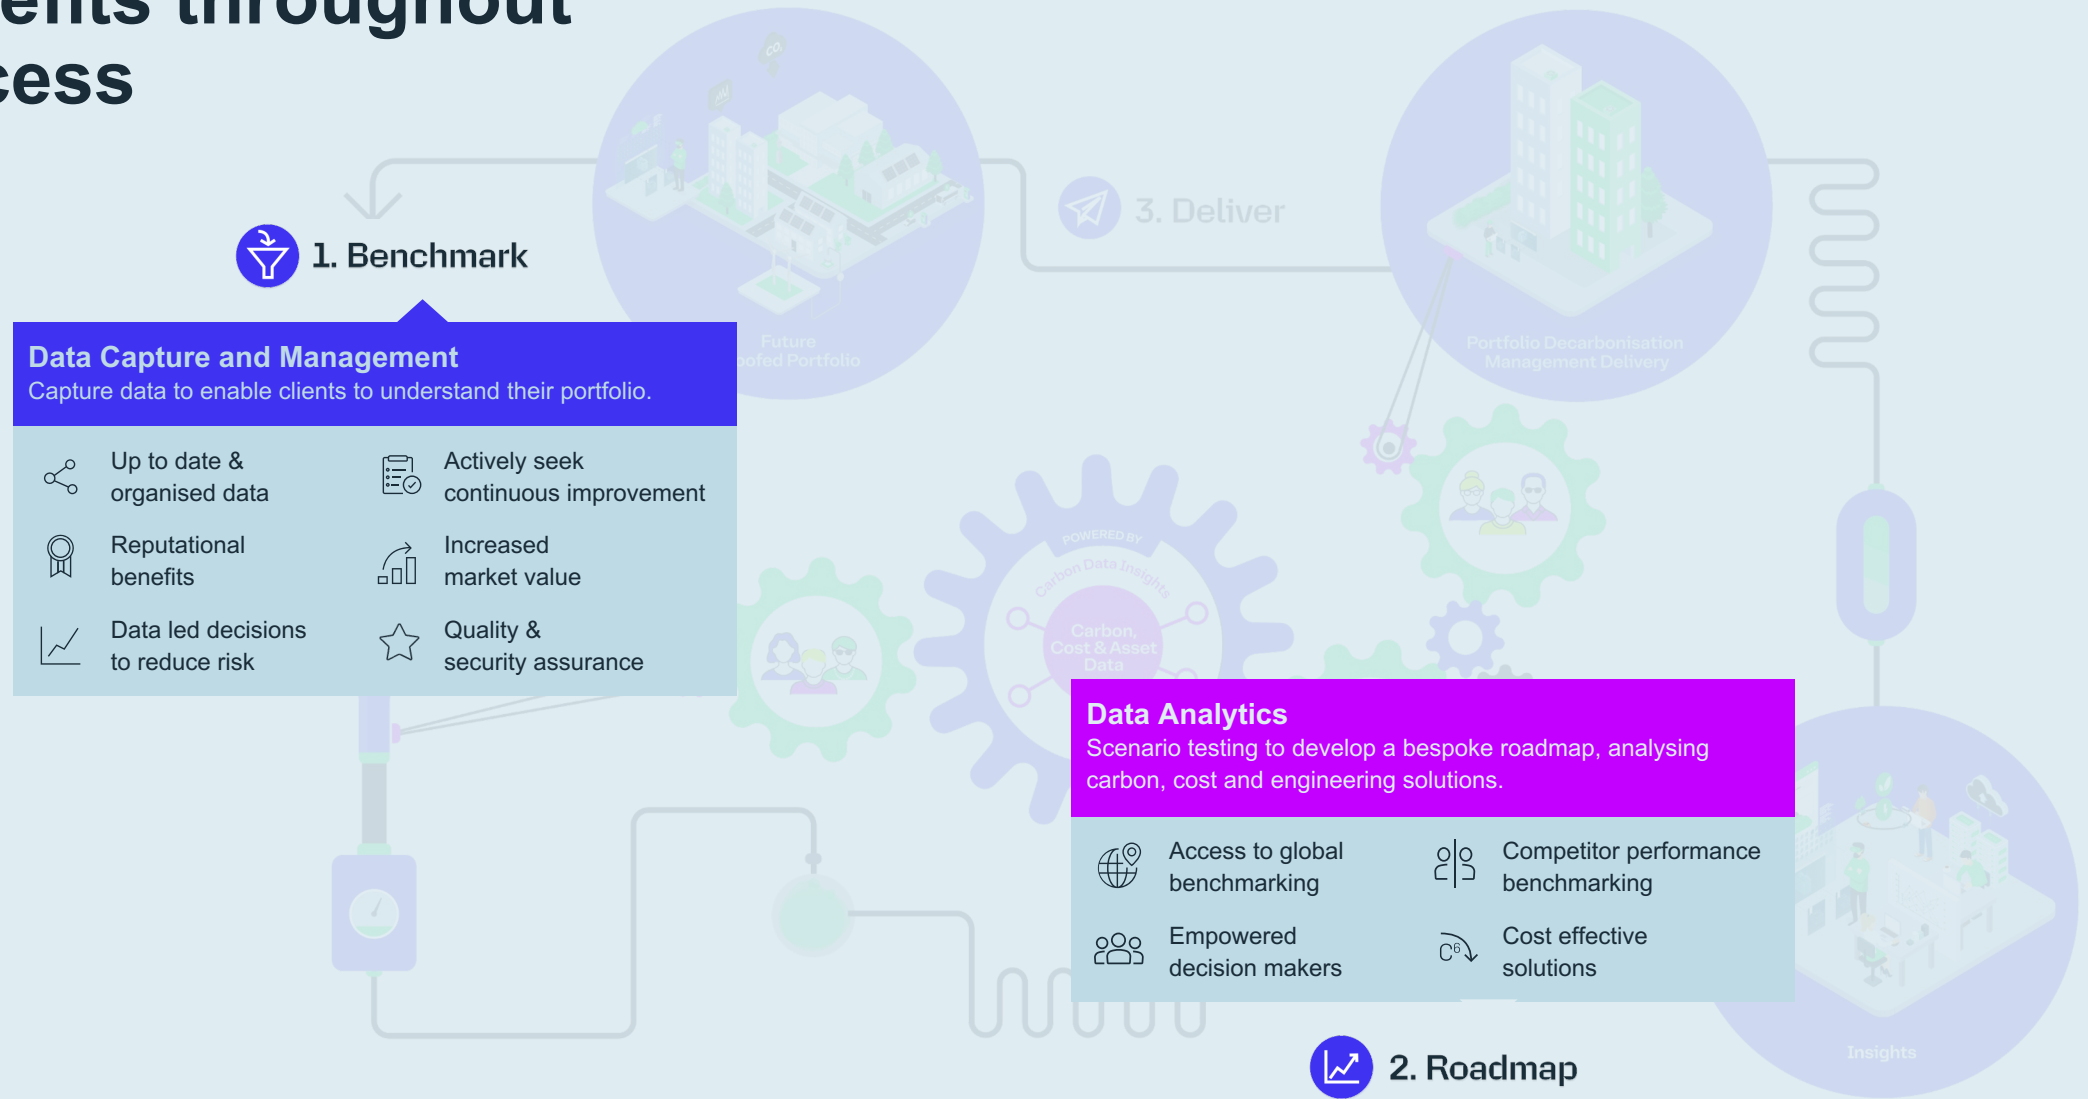 throughout
1. Benchmark
Data Capture and Management
Capture data to enable clients to understand their portfolio.
Up to date &
organised data
Actively seek
continuous improvement
Reputational
benefits
Increased
market value
Data led decisions
to reduce risk
Quality &
security assurance
Future
Portfolio
3. Deliver
Portfolio Decarbonisation
Management Delivery
POWERED BY
Carbon Data Insights
Carbon,
Cost & Asset
Data
Data Analytics
Scenario testing to develop a bespoke roadmap, analysing
carbon, cost and engineering solutions.
Access to global
benchmarking
Competitor performance
benchmarking
Empowered
decision makers
C6
Cost effective
solutions
2. Roadmap
Insights